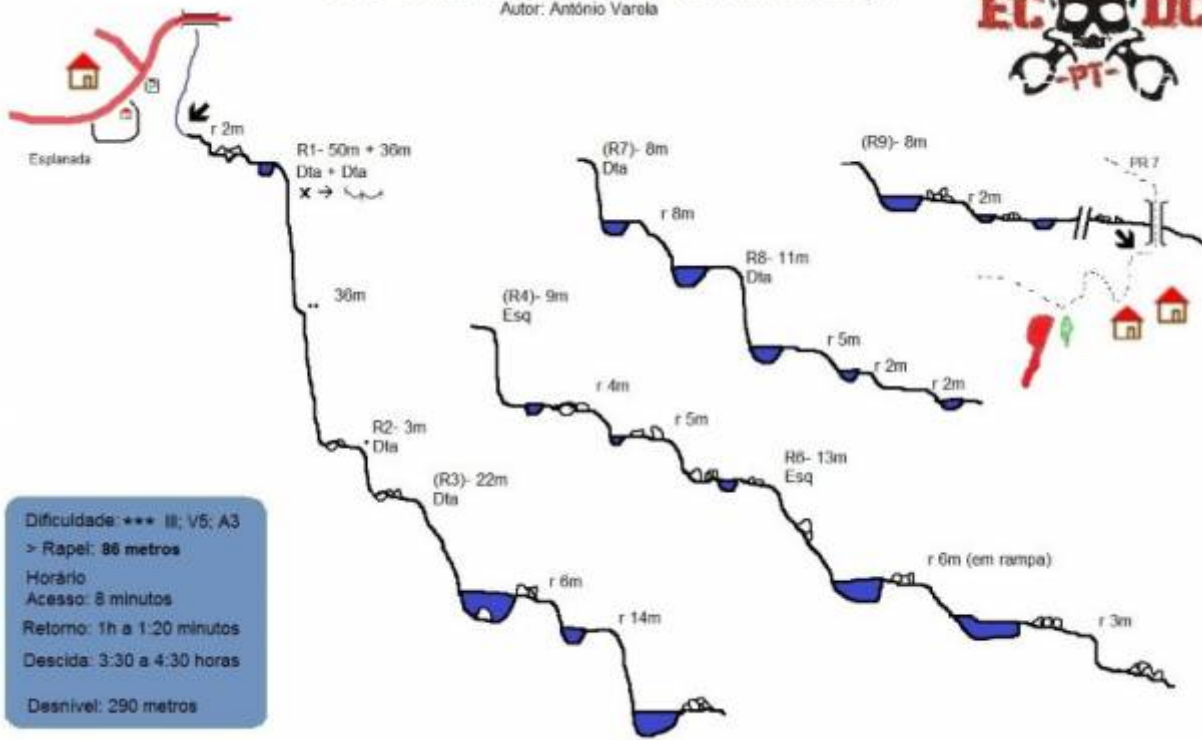 Autor: António Varela
EC DC
-PT-
P
Esplanada
r 2m
R1- 50m + 36m
Dta + Dta
x →
36m
R2- 3m
Dta
(R3)- 22m
Dta
r 6m
r 14m
(R4)- 9m
Esq
r 4m
r 5m
R6- 13m
Esq
r 6m (em rampa)
r 3m
(R7)- 8m
Dta
r 8m
R8- 11m
Dta
r 5m
r 2m
r 2m
(R9)- 8m
r 2m
PR 7
Dificuldade: *** III; V5; A3
> Rapel: 86 metros
Horário
Acesso: 8 minutos
Retorno: 1h a 1:20 minutos
Descida: 3:30 a 4:30 horas
Desnível: 290 metros